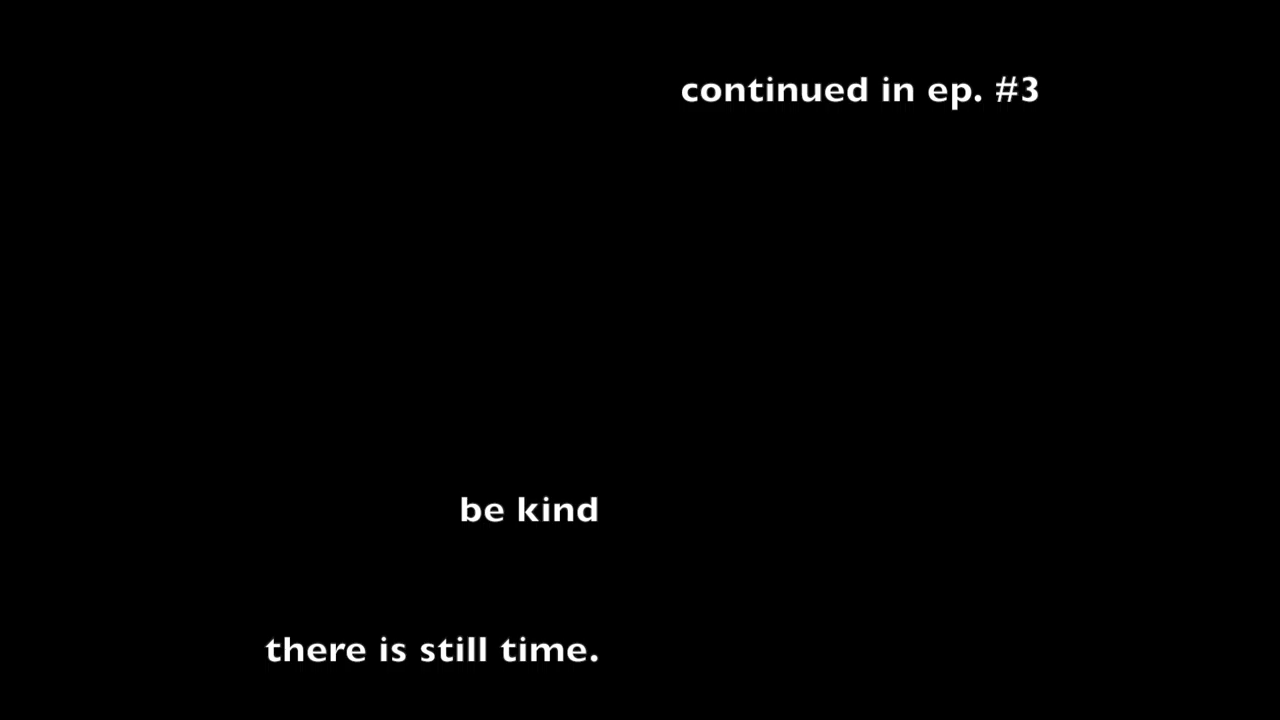 continued in ep. #3
be kind
there is still time.